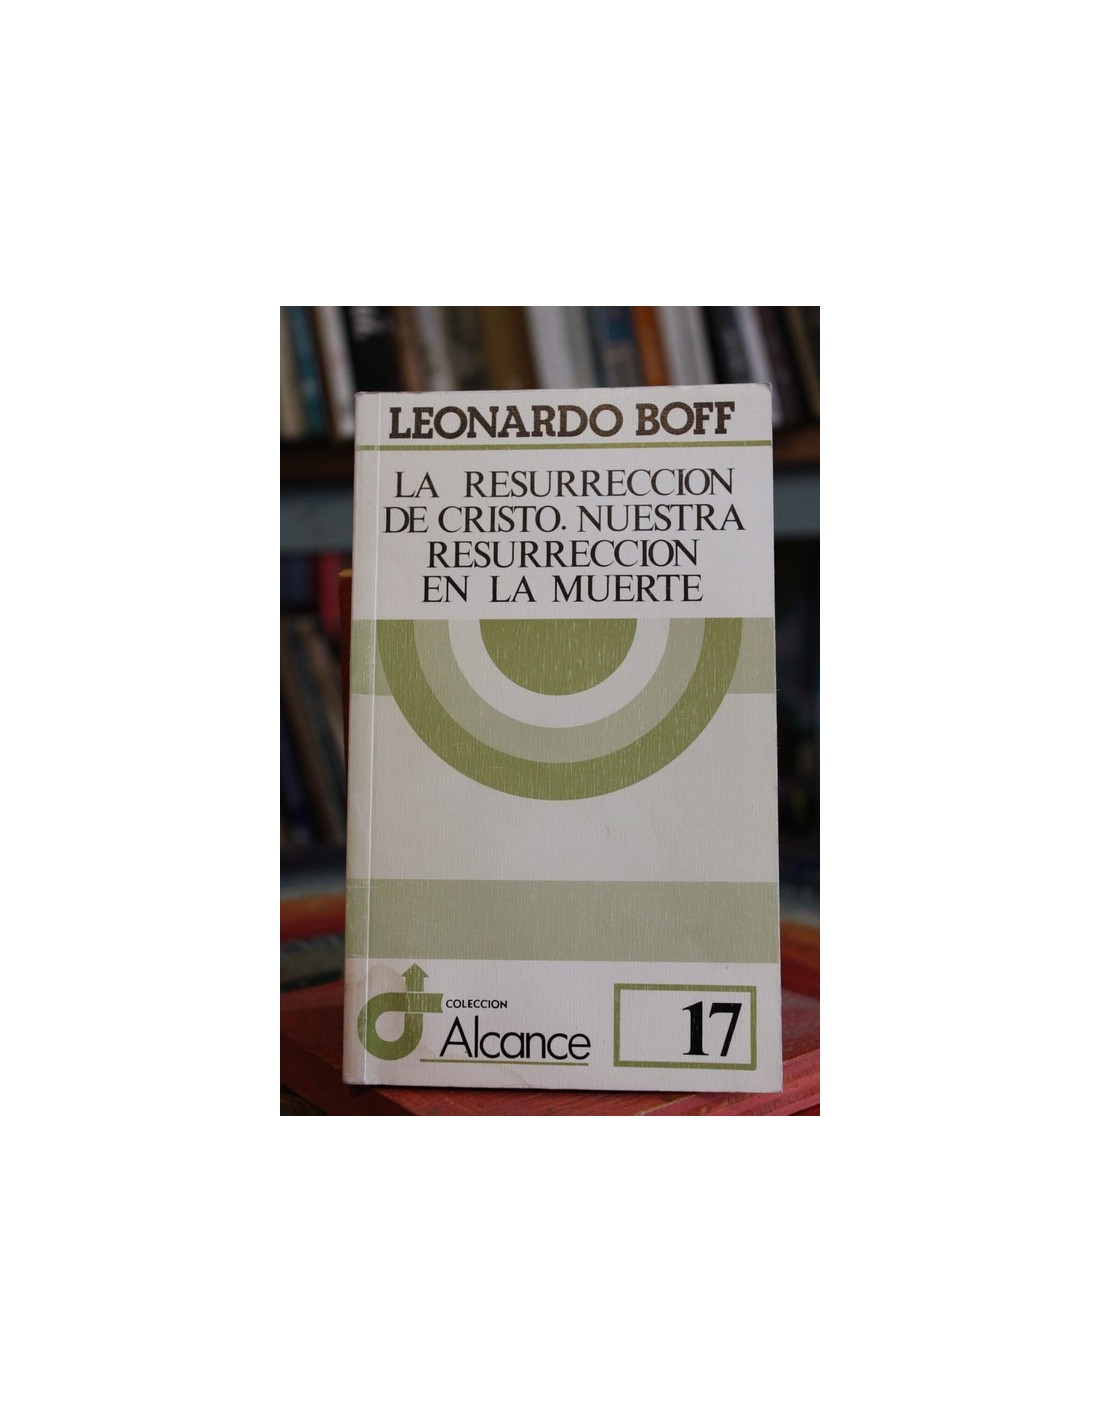 LEONARDO BOFF
LA RESURRECCION
DE CRISTO. NUESTRA
RESURRECCION
EN LA MUERTE
COLECCION
Alcance
17